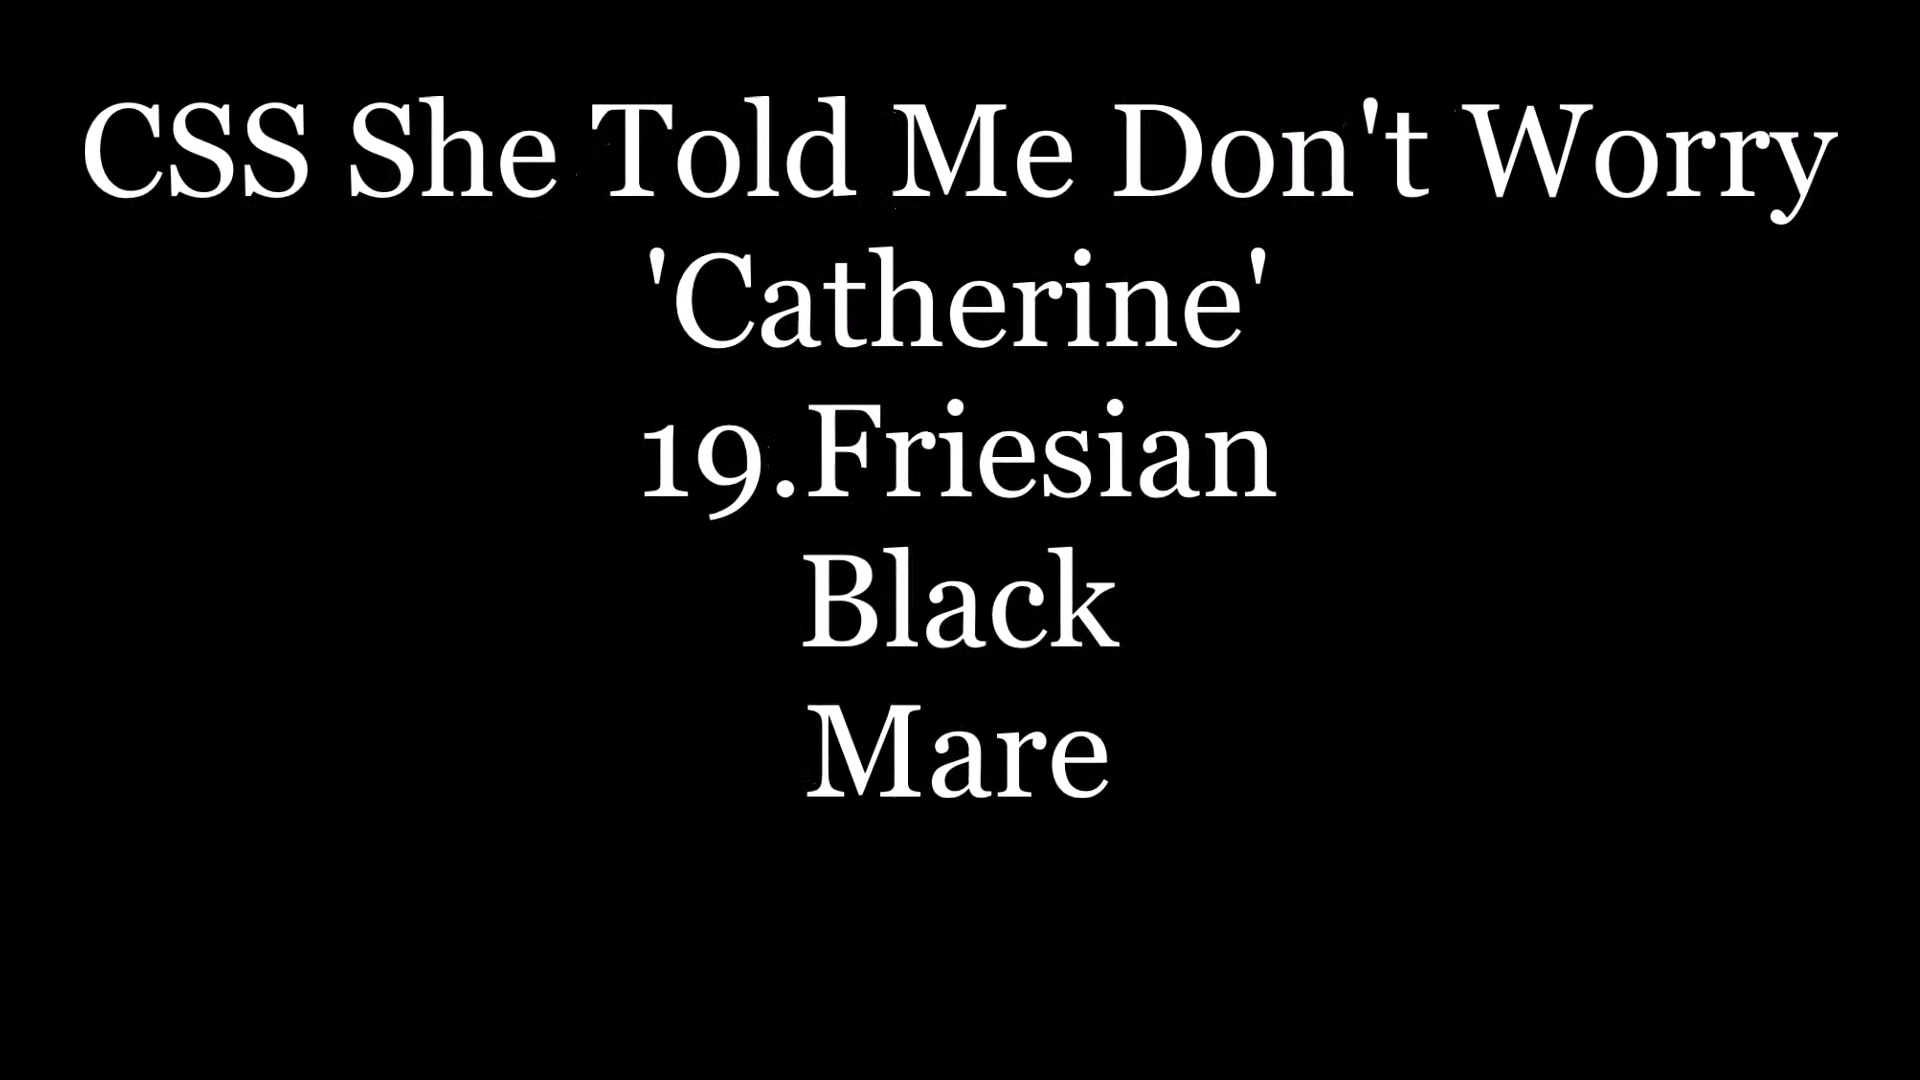 CSS She Told Me Don't Worry
'Catherine'
19.Friesian
Black
Mare